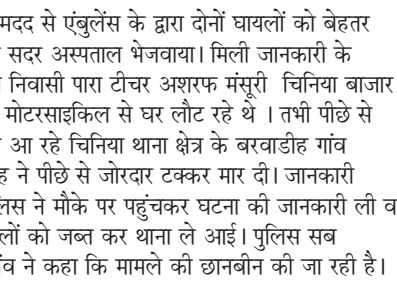 मदद से एंबुलेंस के द्वारा दोनों घायलों को बेहतर
सदर अस्पताल भेजवाया। मिली जानकारी के
निवासी पारा टीचर अशरफ मंसूरी चिनिया बाजार
मोटरसाइकिल से घर लौट रहे थे । तभी पीछे से
आ रहे चिनिया थाना क्षेत्र के बरवाडीह गांव
ह ने पीछे से जोरदार टक्कर मार दी। जानकारी
लिस ने मौके पर पहुंचकर घटना की जानकारी ली व
लों को जब्त कर थाना ले आई। पुलिस सब
ांव ने कहा कि मामले की छानबीन की जा रही है।